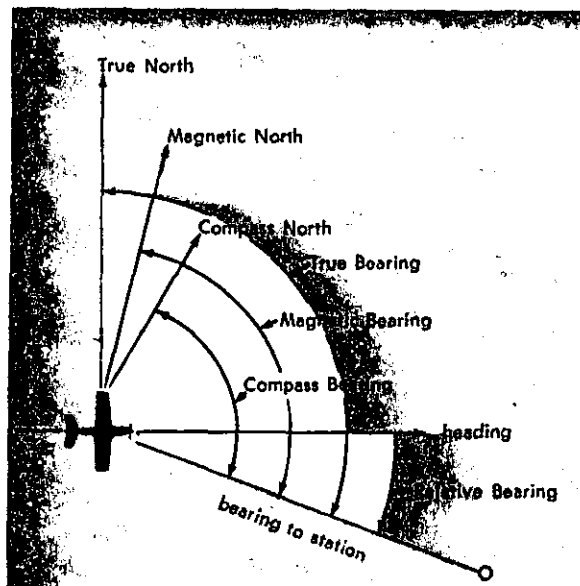 True North
Magnetic North
Compass North
True Bearing
Magnetic Bearing
Compass Bearing
heading
Relative Bearing
bearing to station